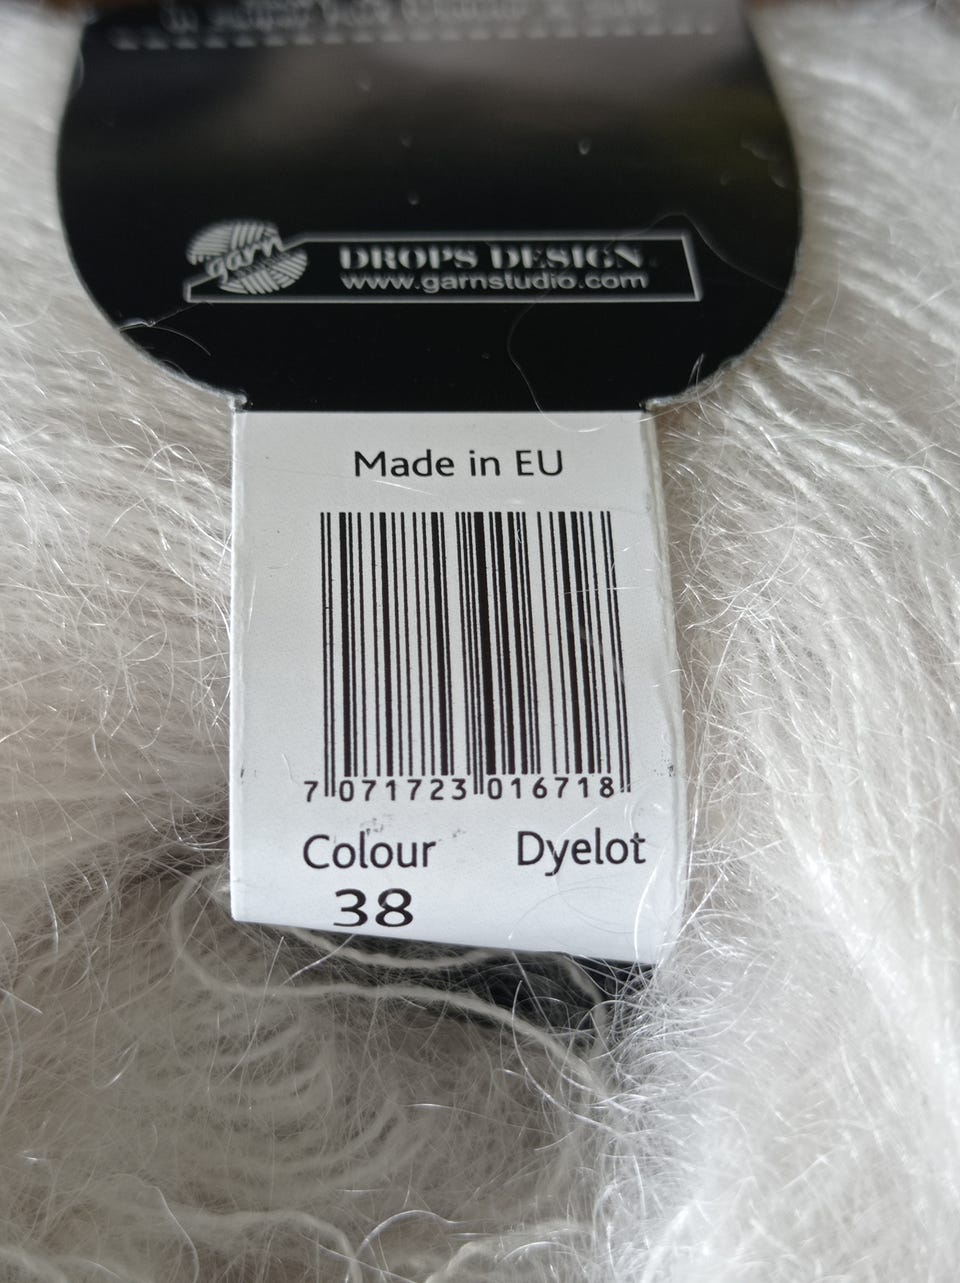 garn
DROPS DESIGN
www.garnstudio.com
Made in EU
7 071723 016718
Colour Dyelot
38